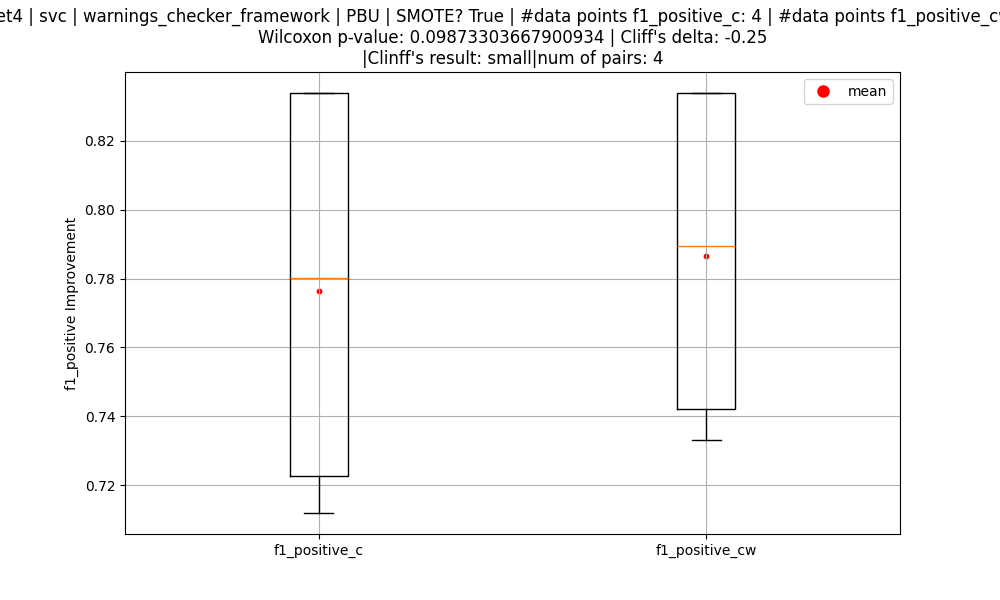 | svc | warnings_checker_framework | PBU | SMOTE? True | #data points f1_positive_c: 4 | #data points
Wilcoxon p-value: 0.09873303667900934 | Cliff's delta: -0.25
|Clinff's result: small|num of pairs: 4
mean
0.82
0.80
0.78
0.76
0.74
0.72
f1_positive Improvement
f1_positive_c
f1_positive_cw